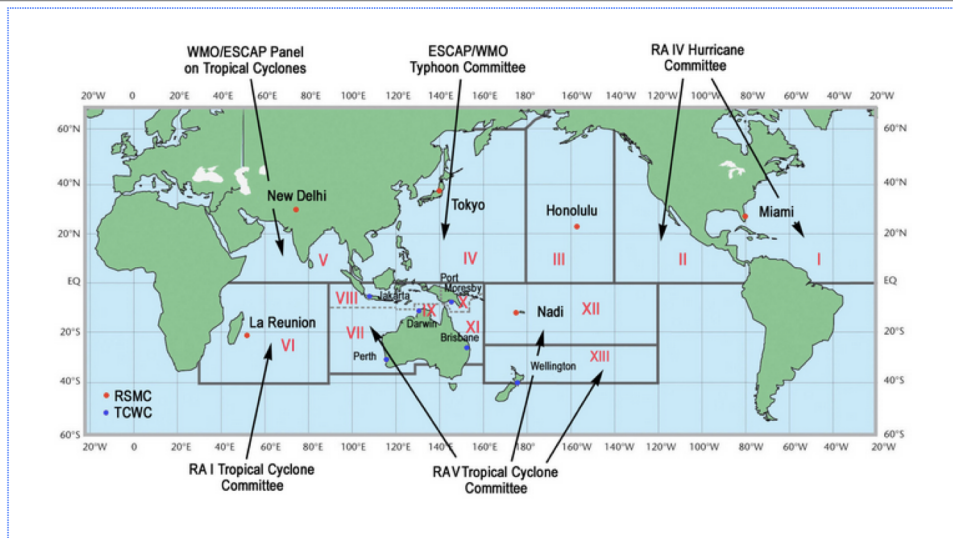 WMO/ESCAP Panel
on Tropical Cyclones
ESCAP/WMO
Typhoon Committee
RA IV Hurricane
Committee
20°W 0 20°E 40°E 60°E 80°E 100°E 120°E 140°E 160°E 180° 160°W 140°W 120°W 100°W 80°W 60°W 40°W 20°W
60°N 60°N
40°N 40°N
New Delhi
Tokyo
Honolulu
Miami
20°N 20°N
V IV III II I
EQ EQ
Port
Moresby
VIII Jakarta IX X
Darwin
Nadi XII
La Reunion
20°S 20°S
VI VII XI
Brisbane
Perth
Wellington XIII
40°S 40°S
RSMC
TCWC
60°S 60°S
20°W 0 20°E 40°E 60°E 80°E 100°E 120°E 140°E 160°E 180° 160°W 140°W 120°W 100°W 80°W 60°W 40°W 20°W
RA I Tropical Cyclone
Committee
RA V Tropical Cyclone
Committee